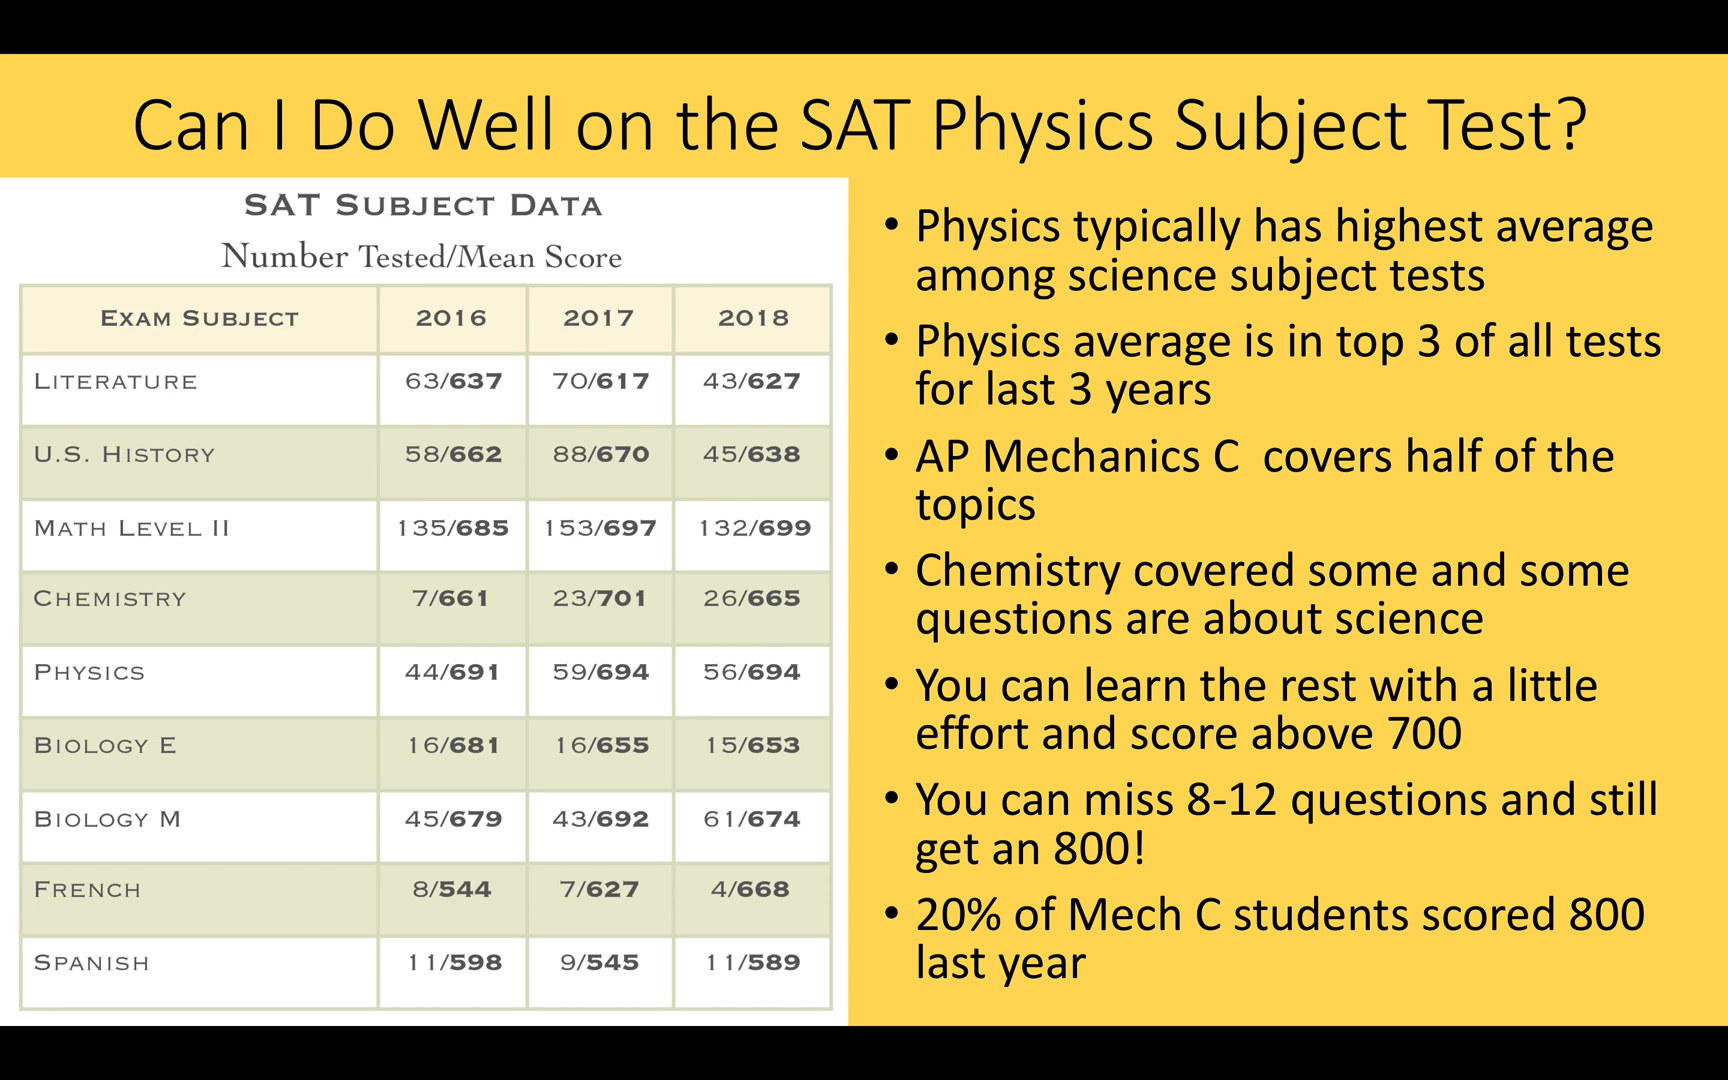 Can I Do Well on the SAT Physics Subject Test?
SAT SUBJECT DATA
Number Tested/Mean Score
EXAM SUBJECT 2016 2017 2018
LITERATURE 63/637 70/617 43/627
U.S. HISTORY 58/662 88/670 45/638
MATH LEVEL II 135/685 153/697 132/699
CHEMISTRY 7/661 23/701 26/665
PHYSICS 44/691 59/694 56/694
BIOLOGY E 16/681 16/655 15/653
BIOLOGY M 45/679 43/692 61/674
FRENCH 8/544 7/627 4/668
SPANISH 11/598 9/545 11/589
• Physics typically has highest average
among science subject tests
• Physics average is in top 3 of all tests
for last 3 years
• AP Mechanics C  covers half of the
topics
• Chemistry covered some and some
questions are about science
• You can learn the rest with a little
effort and score above 700
• You can miss 8-12 questions and still
get an 800!
• 20% of Mech C students scored 800
last year